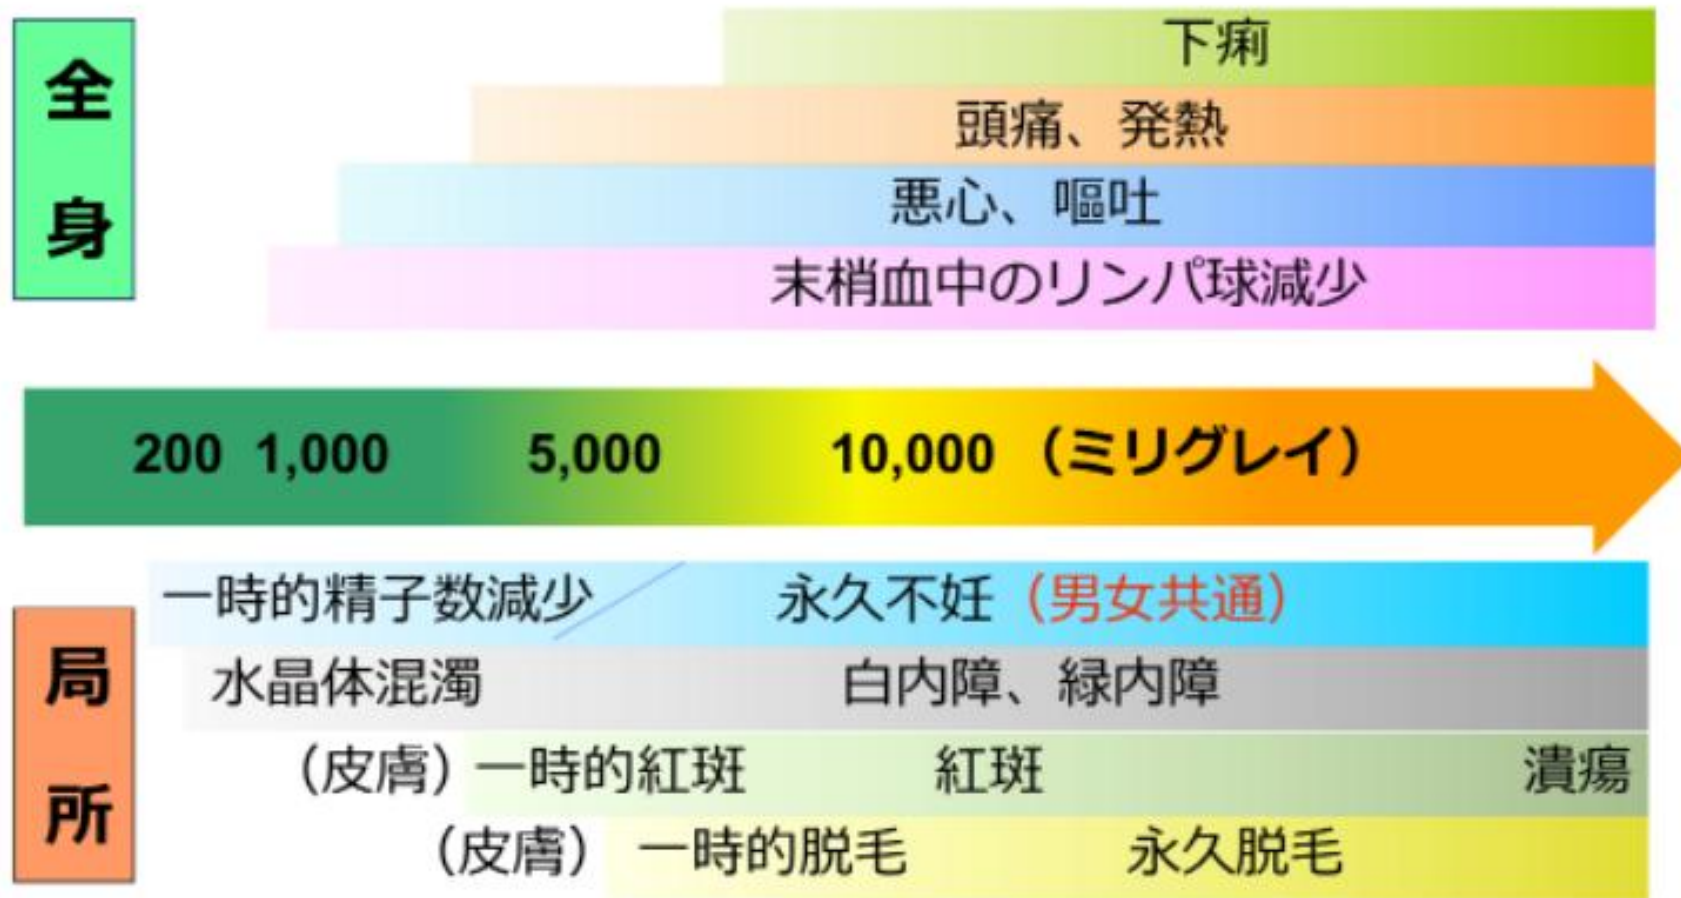 全身
下痢
頭痛、発熱
悪心、嘔吐
末梢血中のリンパ球減少
200 1,000 5,000 10,000 （ミリグレイ）
局所
一時的精子数減少 永久不妊（男女共通）
水晶体混濁 白内障、緑内障
（皮膚）一時的紅斑 紅斑 潰瘍
（皮膚） 一時的脱毛 永久脱毛